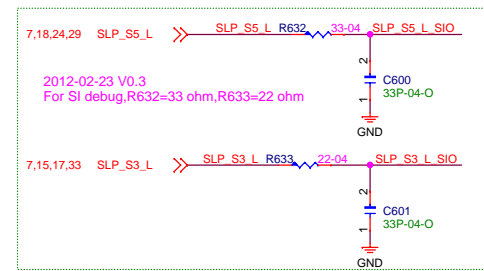 7,18,24,29 SLP_S5_L SLP_S5_L R632 33-04 SLP_S5_L_SIO
2012-02-23 V0.3
For SI debug,R632=33 ohm,R633=22 ohm
2
C600
33P-04-O
1
GND
7,15,17,33 SLP_S3_L SLP_S3_L R633 22-04 SLP_S3_L_SIO
2
C601
33P-04-O
1
GND